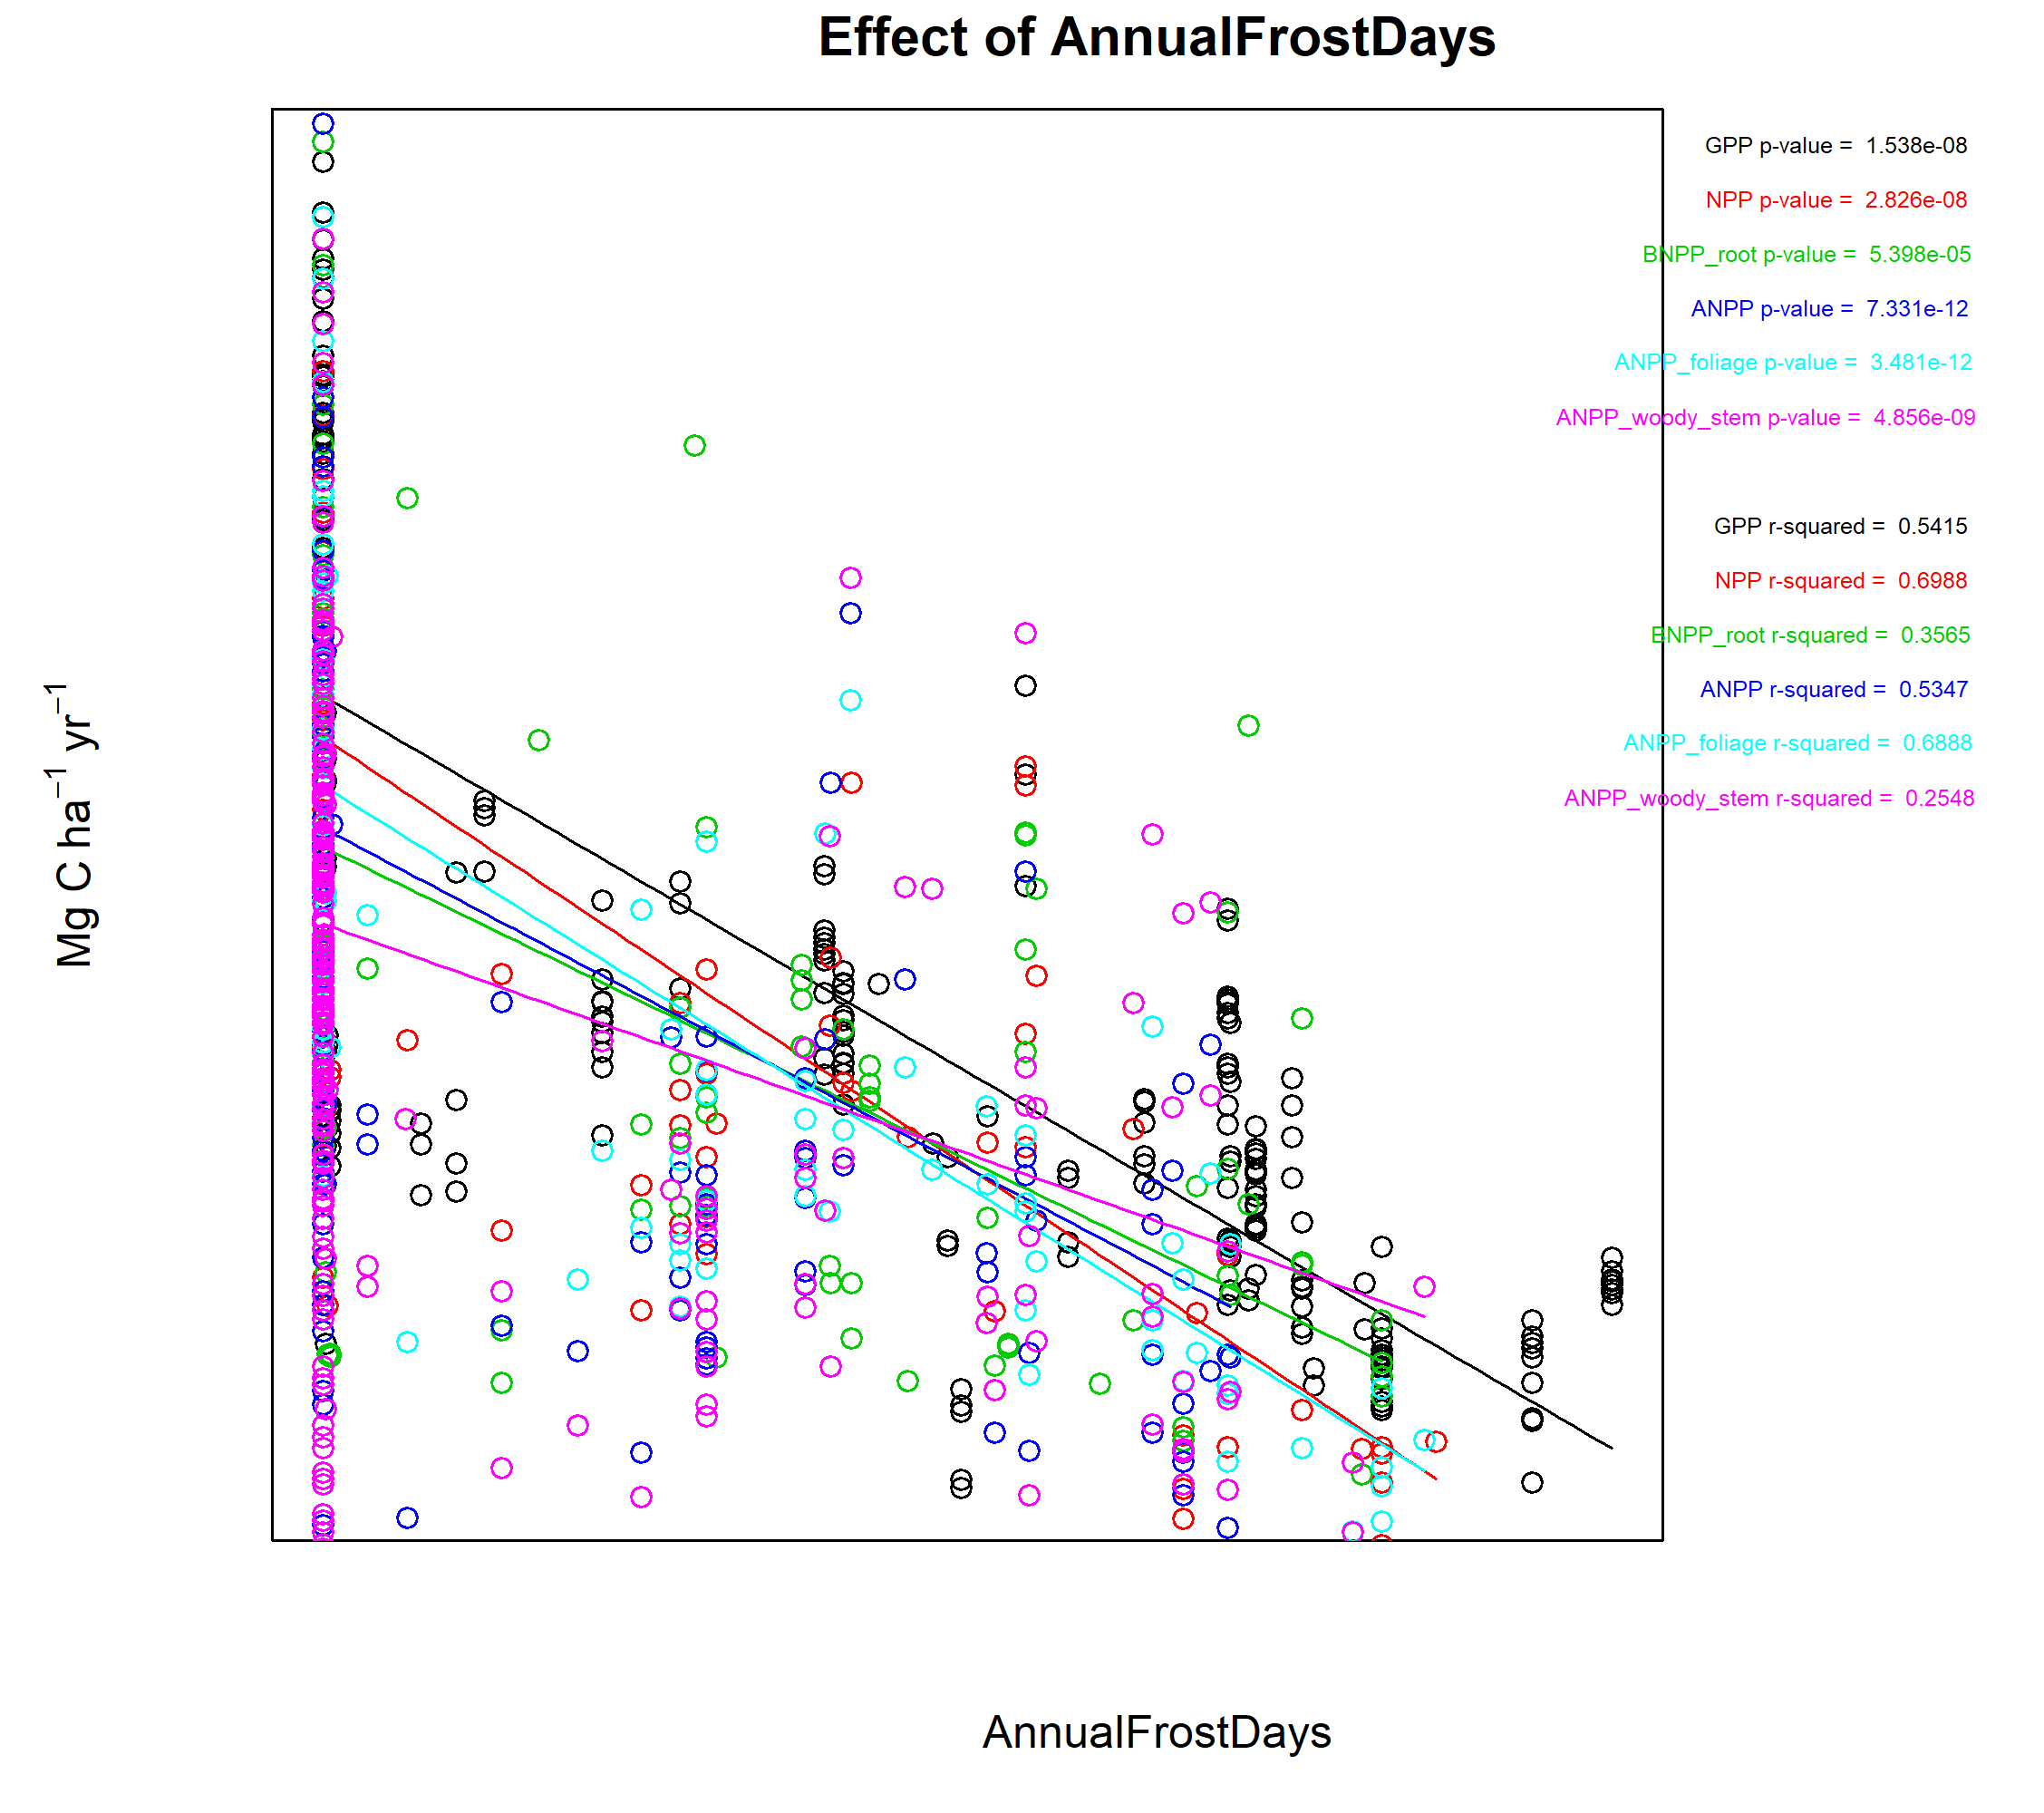 Effect of AnnualFrostDays
GPP p-value = 1.538e-08
NPP p-value = 2.826e-08
BNPP_root p-value = 5.398e-05
ANPP p-value = 7.331e-12
ANPP_foliage p-value = 3.481e-12
ANPP_woody_stem p-value = 4.856e-09
GPP r-squared = 0.5415
NPP r-squared = 0.6988
BNPP_root r-squared = 0.3565
ANPP r-squared = 0.5347
ANPP_foliage r-squared = 0.6888
ANPP_woody_stem r-squared = 0.2548
Mg C ha⁻¹ yr⁻¹
AnnualFrostDays